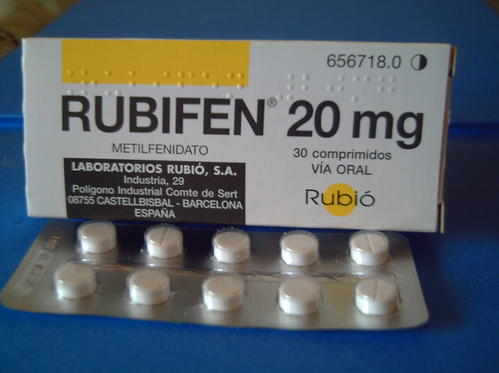 656718.0
RUBIFEN® 20 mg
METILFENIDATO
30 comprimidos
VÍA ORAL
LABORATORIOS RUBIÓ, S.A.
Industria, 29
Polígono Industrial Comte de Sert
08755 CASTELLBISBAL - BARCELONA
ESPAÑA
Rubió